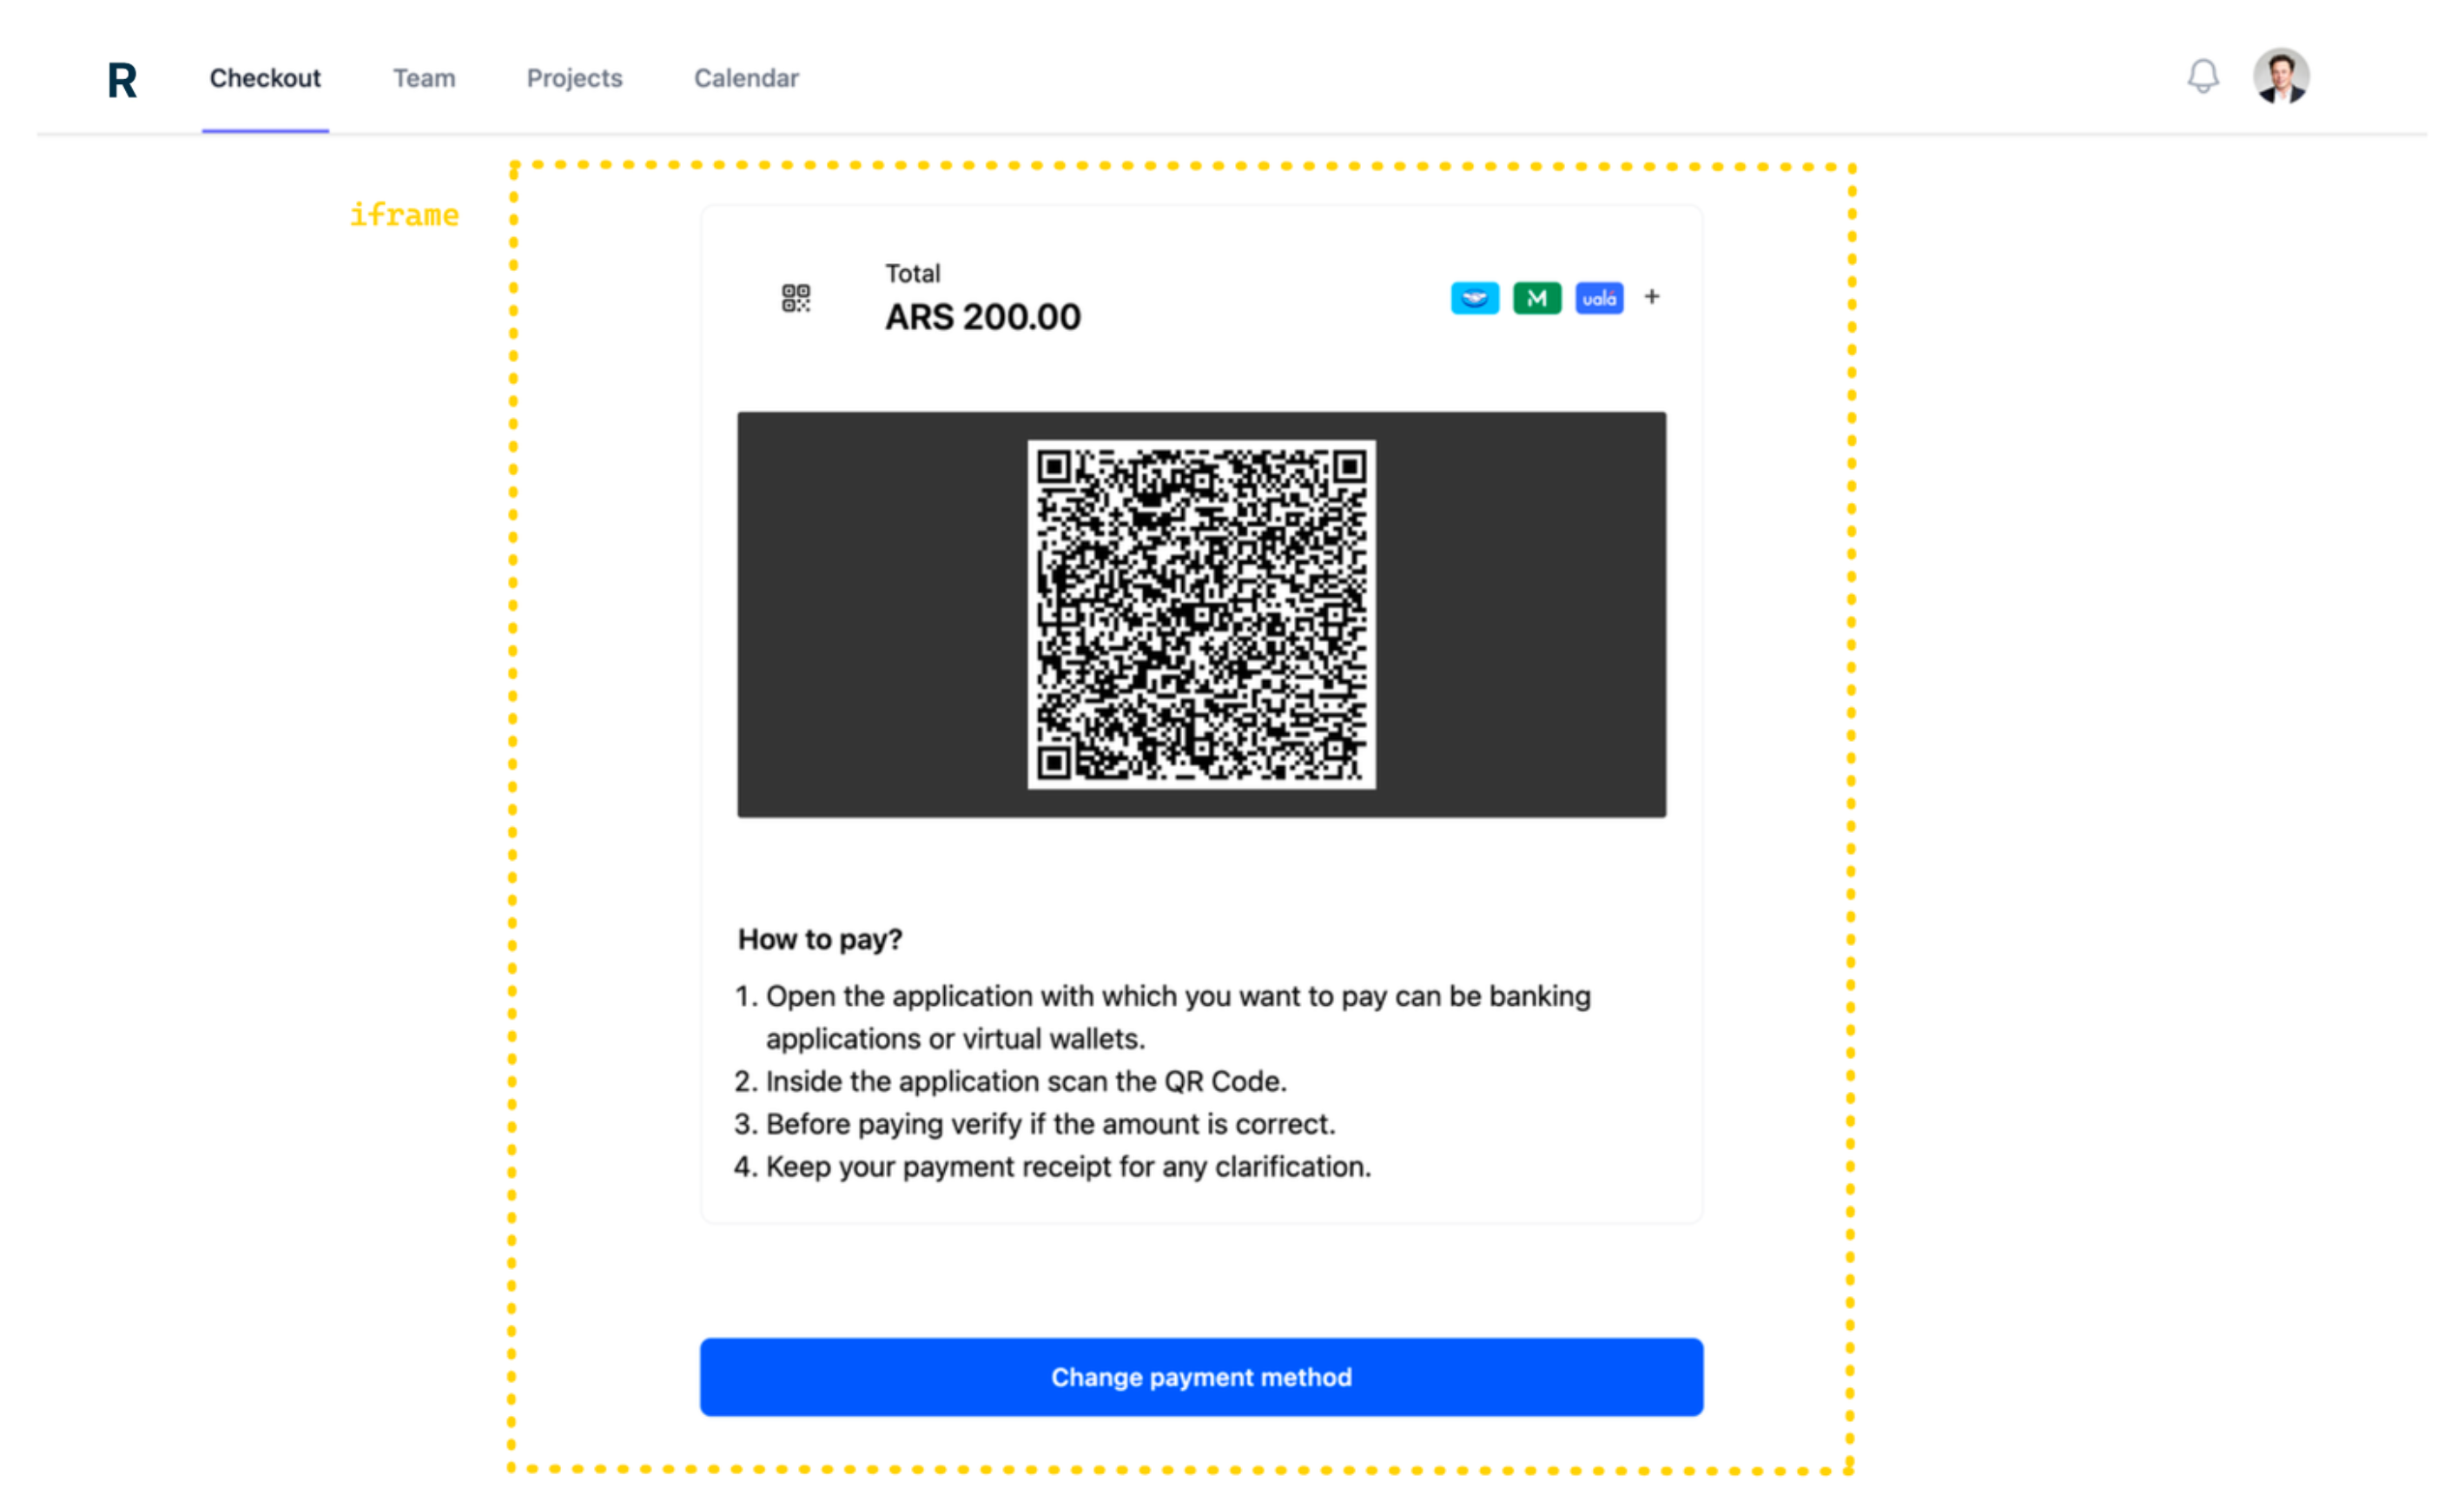 R Checkout Team Projects Calendar
iframe
Total
ARS 200.00
M ualá +
How to pay?
1. Open the application with which you want to pay can be banking
applications or virtual wallets.
2. Inside the application scan the QR Code.
3. Before paying verify if the amount is correct.
4. Keep your payment receipt for any clarification.
Change payment method